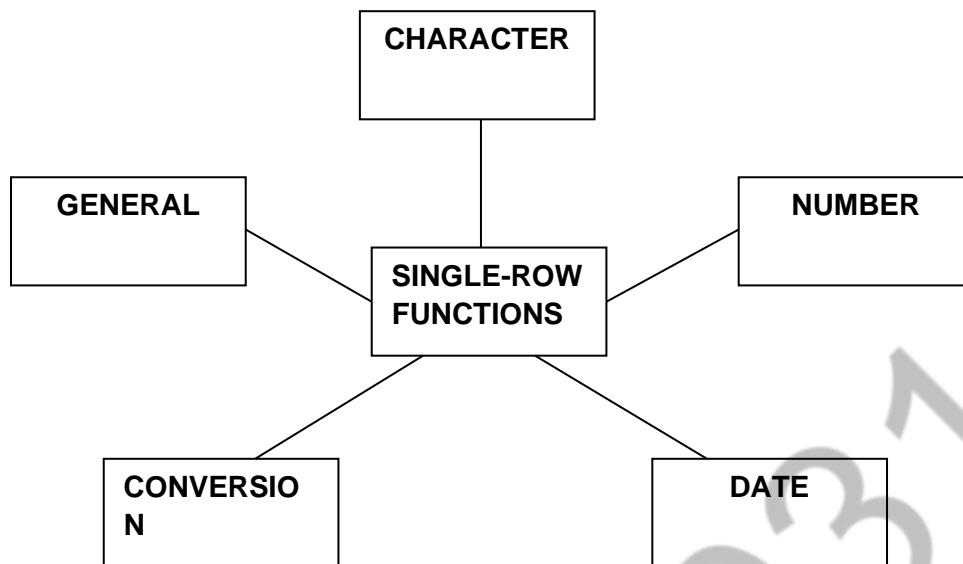 CHARACTER
GENERAL
NUMBER
SINGLE-ROW
FUNCTIONS
CONVERSIO
N
DATE